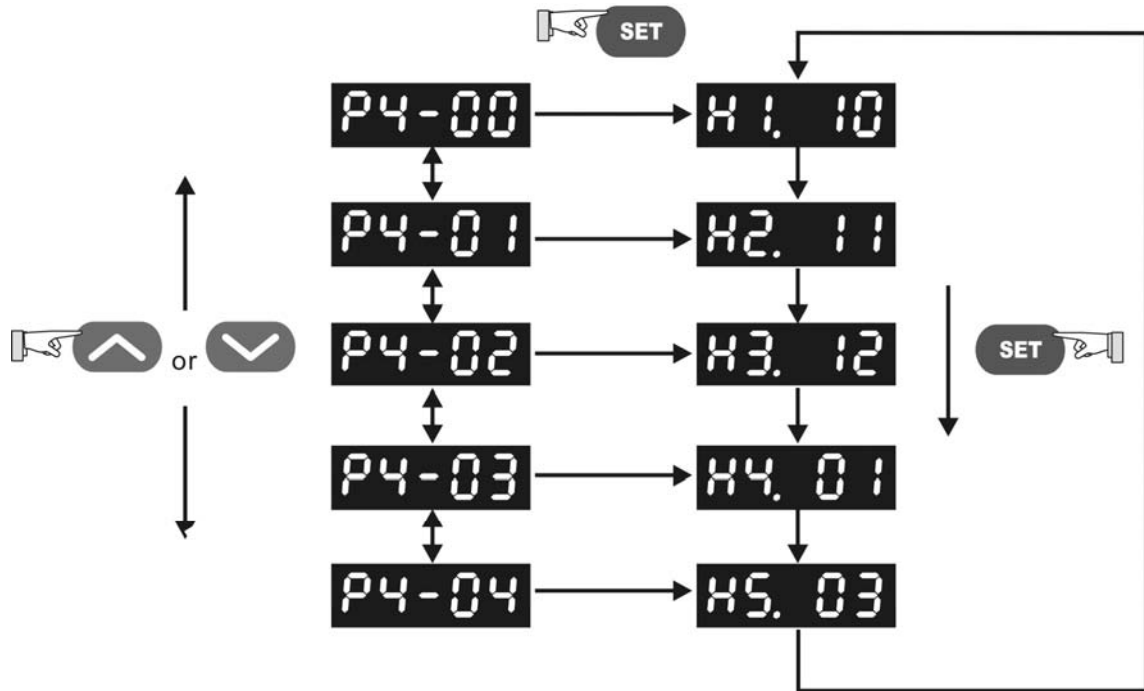 SET
P4-00 H1. 10
P4-01 H2. 11
P4-02 H3. 12
or
SET
P4-03 H4. 01
P4-04 H5. 03